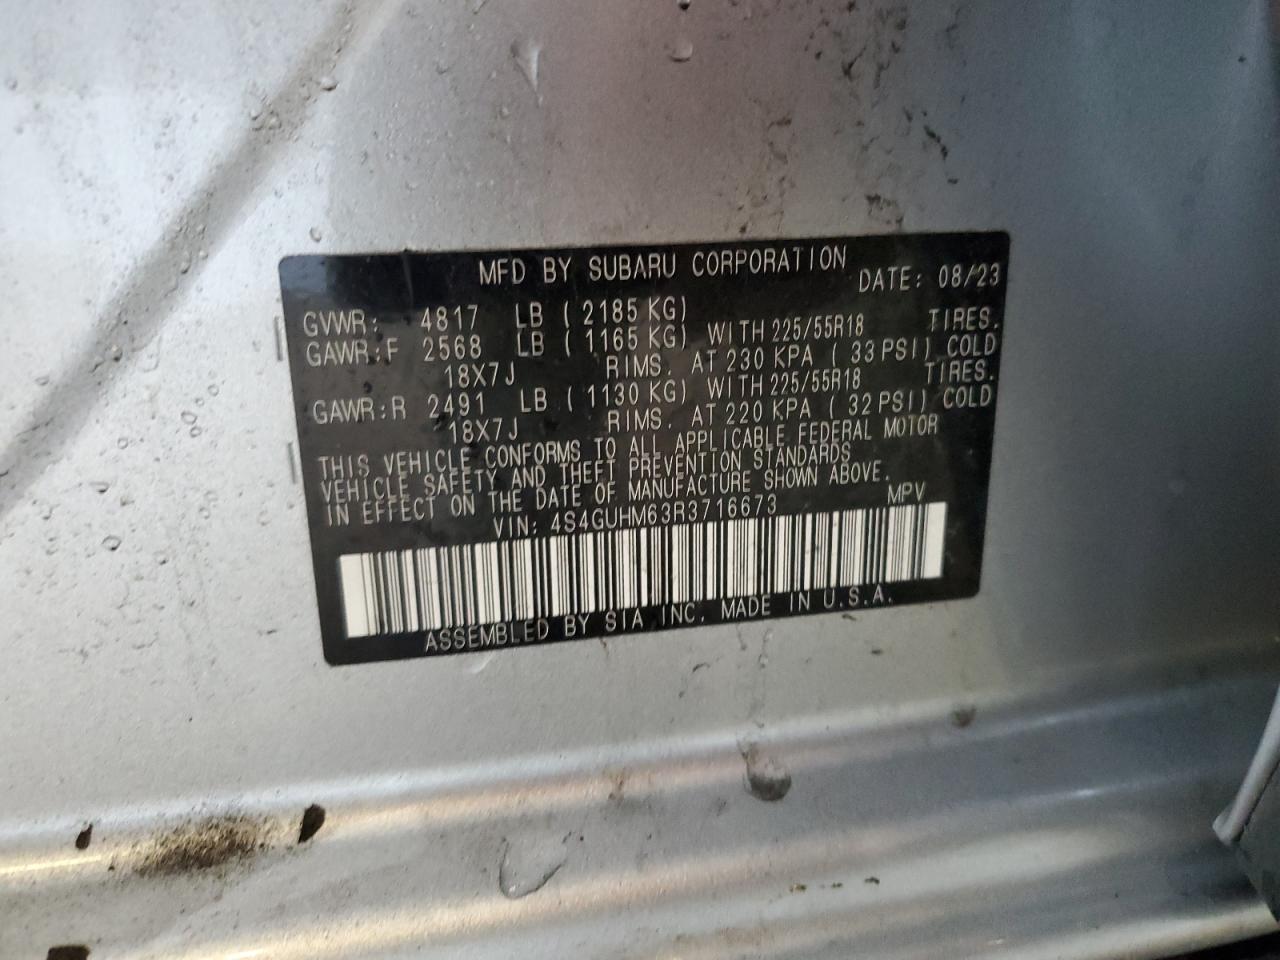 MFD BY SUBARU CORPORATION
DATE: 08/23
GVWR: 4817 LB ( 2185 KG)
GAWR:F 2568 LB ( 1165 KG) WITH 225/55R18 TIRES.
18X7J RIMS. AT 230 KPA ( 33 PSI) COLD
GAWR:R 2491 LB ( 1130 KG) WITH 225/55R18 TIRES.
18X7J RIMS. AT 220 KPA ( 32 PSI) COLD
THIS VEHICLE CONFORMS TO ALL APPLICABLE FEDERAL MOTOR
VEHICLE SAFETY AND THEFT PREVENTION STANDARDS
IN EFFECT ON THE DATE OF MANUFACTURE SHOWN ABOVE.
VIN: 4S4GUHM63R3716673 MPV
ASSEMBLED BY SIA INC. MADE IN U.S.A.